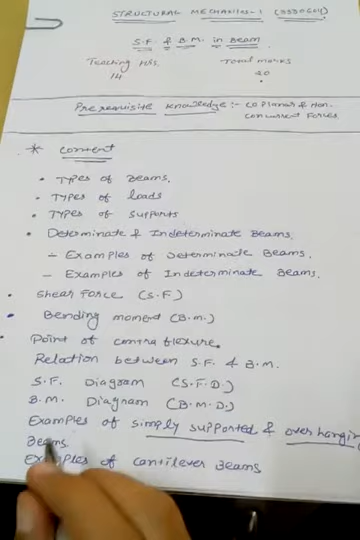 STRUCTURAL MECHANICS-I
S.F. & B.M. in Beam
Teaching Hrs. Total marks
14 20
Prerequisite Knowledge :- Coplanar & Non-
Concurrent Forces
* Content
• Types of Beams.
• Types of loads
• Types of supports
• Determinate & Indeterminate Beams.
- Examples of Determinate Beams.
- Examples of Indeterminate Beams.
• Shear Force (S.F.)
• Bending moment (B.M.)
• Point of contraflexure.
Relation between S.F. & B.M.
S.F. Diagram (S.F.D.)
B.M. Diagram (B.M.D.)
Examples of simply supported & over hanging
Beams.
Examples of cantilever Beams